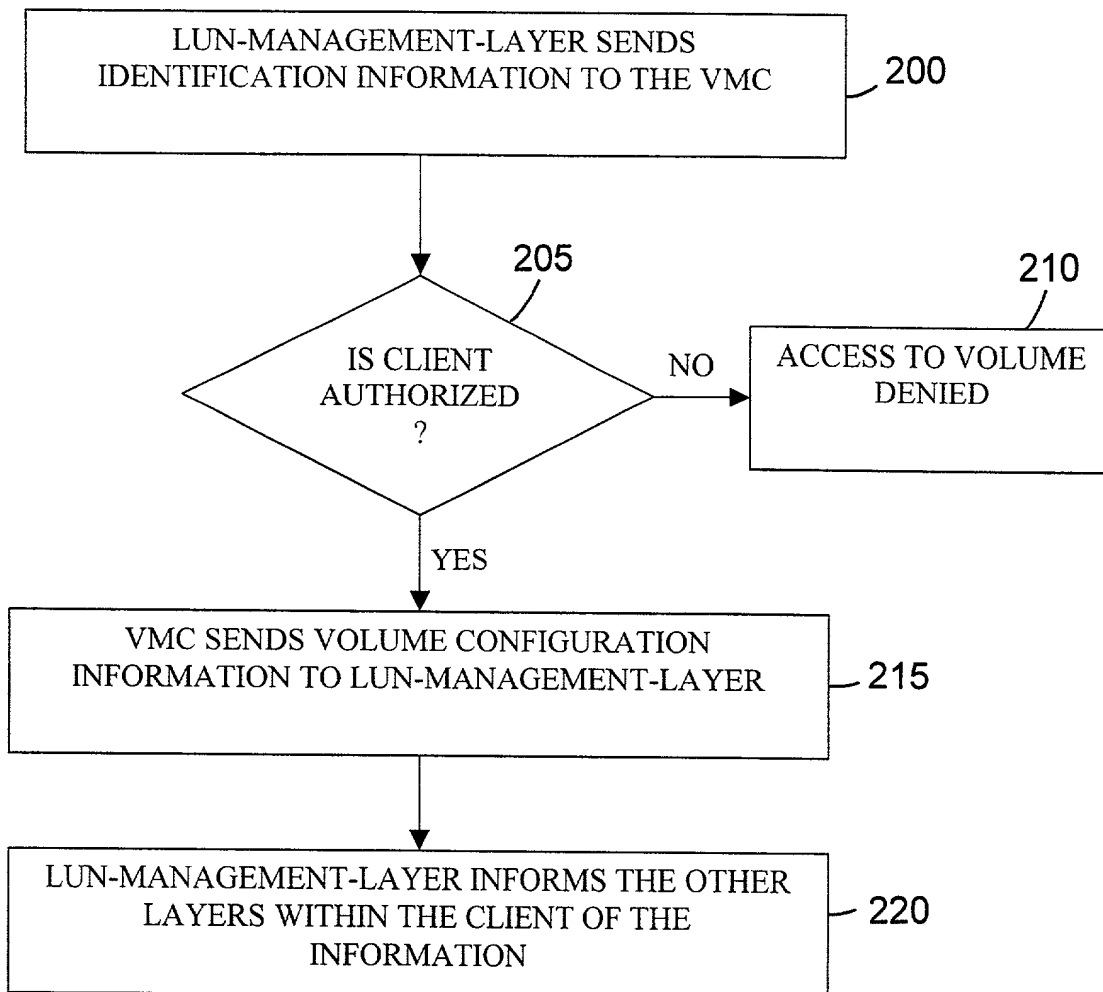 LUN-MANAGEMENT-LAYER SENDS
IDENTIFICATION INFORMATION TO THE VMC
200
205
210
IS CLIENT
AUTHORIZED
?
NO
ACCESS TO VOLUME
DENIED
YES
VMC SENDS VOLUME CONFIGURATION
INFORMATION TO LUN-MANAGEMENT-LAYER
215
LUN-MANAGEMENT-LAYER INFORMS THE OTHER
LAYERS WITHIN THE CLIENT OF THE
INFORMATION
220